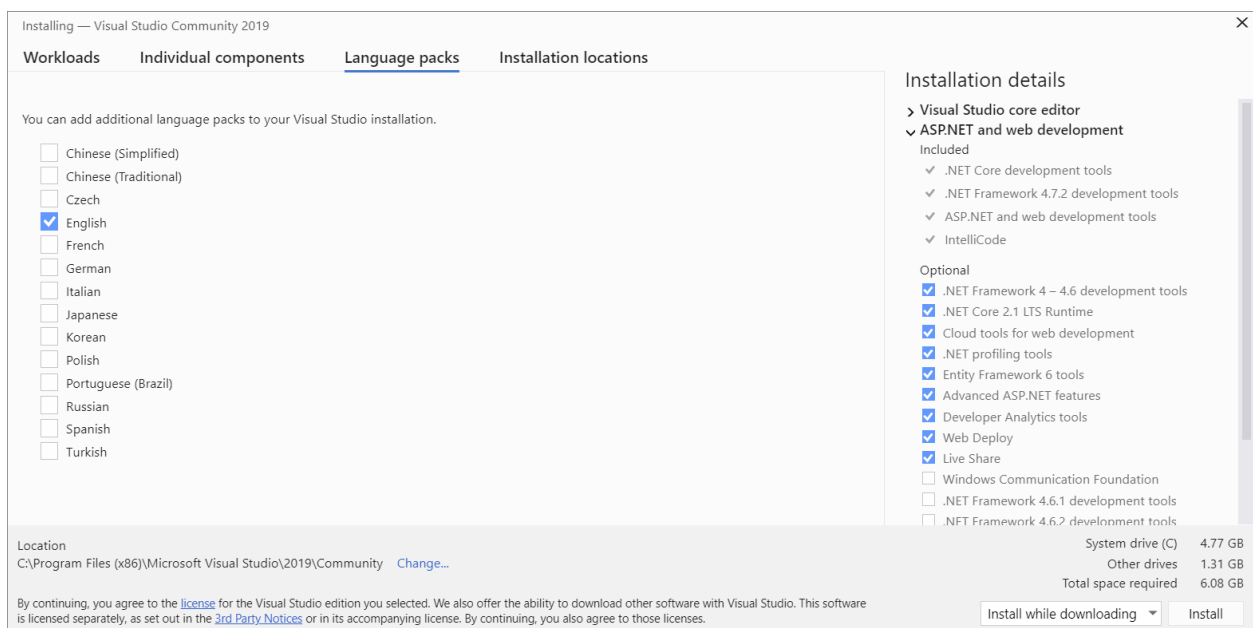 Installing — Visual Studio Community 2019
Workloads
Individual components
Language packs
Installation locations
You can add additional language packs to your Visual Studio installation.
Chinese (Simplified)
Chinese (Traditional)
Czech
English
French
German
Italian
Japanese
Korean
Polish
Portuguese (Brazil)
Russian
Spanish
Turkish
Installation details
Visual Studio core editor
ASP.NET and web development
Included
.NET Core development tools
.NET Framework 4.7.2 development tools
ASP.NET and web development tools
IntelliCode
Optional
.NET Framework 4 – 4.6 development tools
.NET Core 2.1 LTS Runtime
Cloud tools for web development
.NET profiling tools
Entity Framework 6 tools
Advanced ASP.NET features
Developer Analytics tools
Web Deploy
Live Share
Windows Communication Foundation
.NET Framework 4.6.1 development tools
.NET Framework 4.6.2 development tools
Location
C:\Program Files (x86)\Microsoft Visual Studio\2019\Community Change...
By continuing, you agree to the license for the Visual Studio edition you selected. We also offer the ability to download other software with Visual Studio. This software
is licensed separately, as set out in the 3rd Party Notices or in its accompanying license. By continuing, you also agree to those licenses.
System drive (C) 4.77 GB
Other drives 1.31 GB
Total space required 6.08 GB
Install while downloading
Install